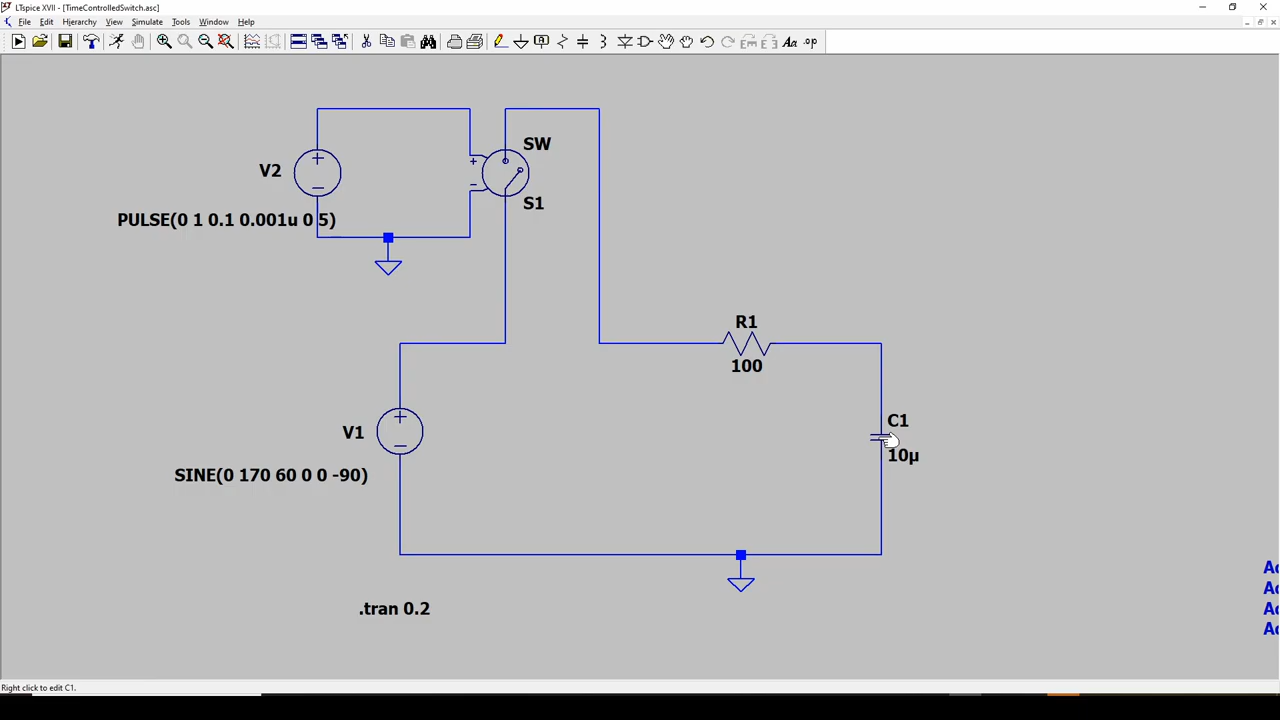 LTspice XVII - [TimeControlledSwitch.asc]
File Edit Hierarchy View Simulate Tools Window Help
Aa .op
SW
V2
+
+
−
−
S1
PULSE(0 1 0.1 0.001u 0 5)
R1
100
+
C1
V1
−
10µ
SINE(0 170 60 0 0 -90)
.tran 0.2
Right click to edit C1.